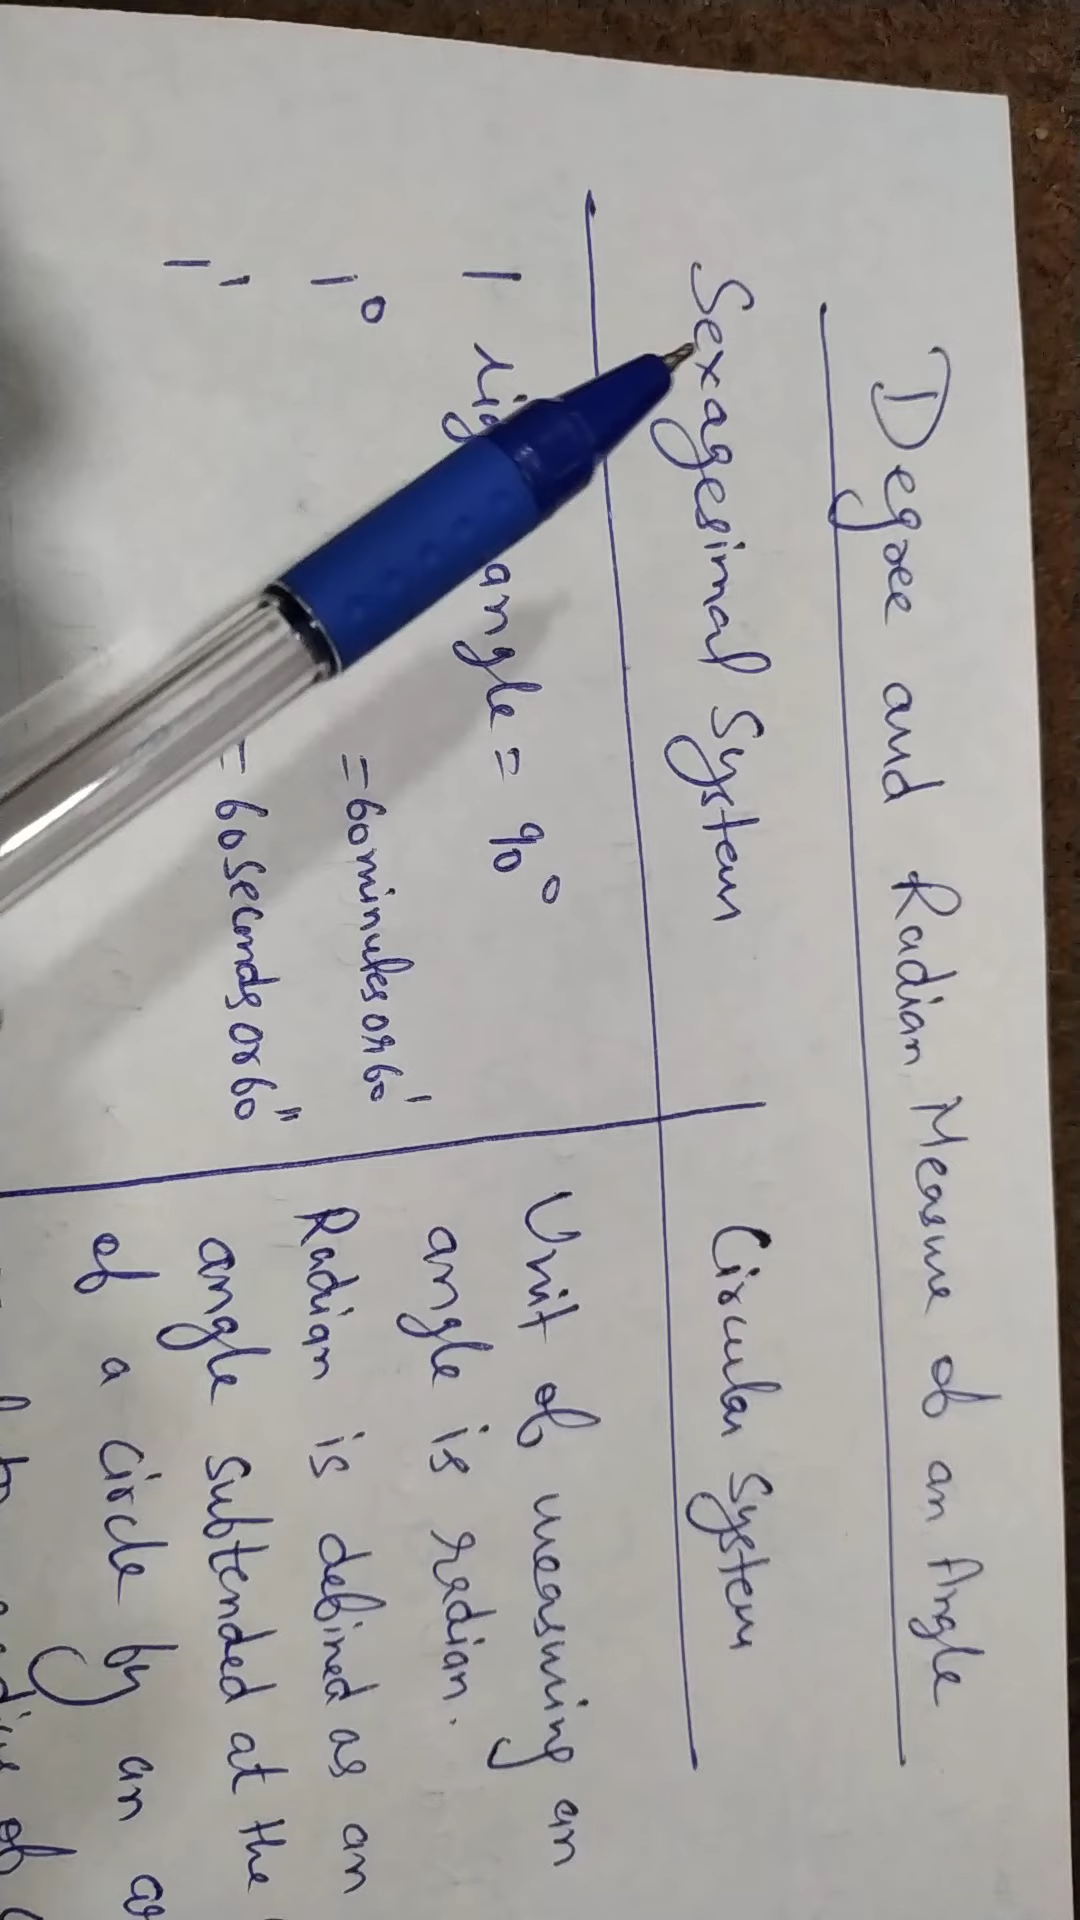 Degree and Radian Measure of an Angle
Sexagesimal System
Circular System
1 angle = 90°
1° = 60 minutes or 60'
1' = 60 seconds or 60"
Unit of measuring an
angle is radian.
Radian is defined as an
angle subtended at the
of a circle by an